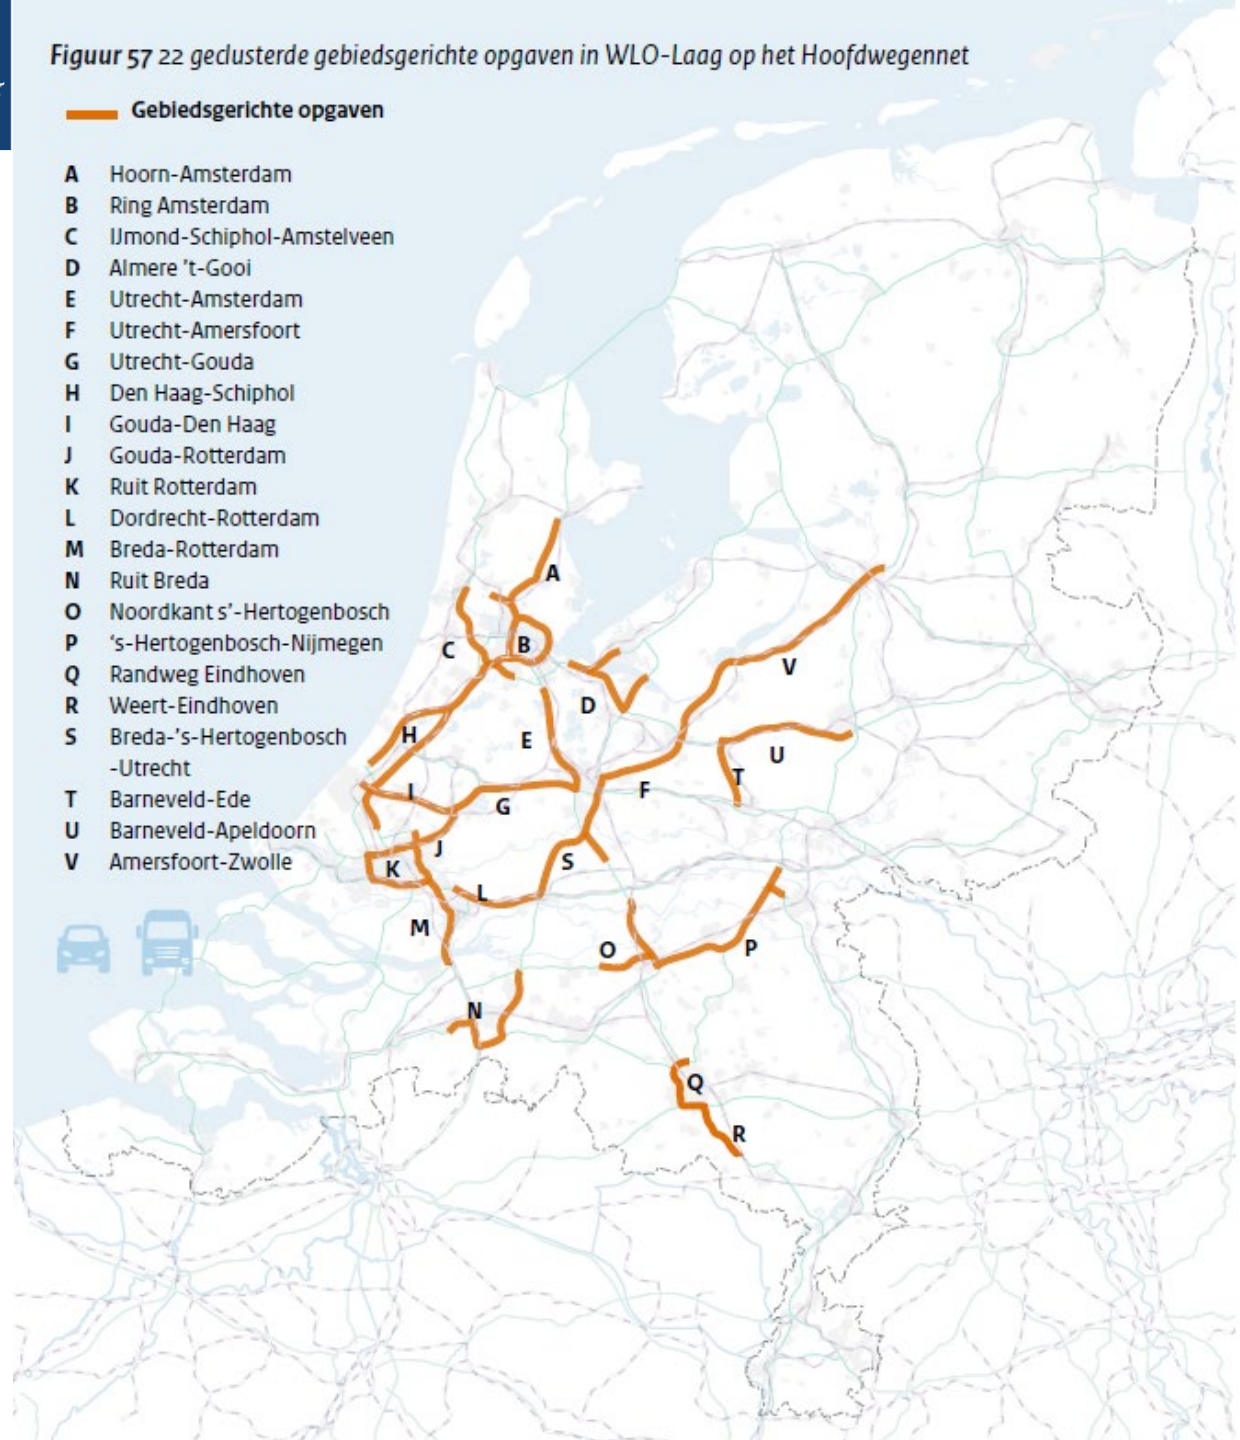 Figuur 57 22 geclusterde gebiedsgerichte opgaven in WLO-Laag op het Hoofdwegennet
Gebiedsgerichte opgaven
A Hoorn-Amsterdam
B Ring Amsterdam
C IJmond-Schiphol-Amstelveen
D Almere 't-Gooi
E Utrecht-Amsterdam
F Utrecht-Amersfoort
G Utrecht-Gouda
H Den Haag-Schiphol
I Gouda-Den Haag
J Gouda-Rotterdam
K Ruit Rotterdam
L Dordrecht-Rotterdam
M Breda-Rotterdam
N Ruit Breda
O Noordkant s'-Hertogenbosch
P 's-Hertogenbosch-Nijmegen
Q Randweg Eindhoven
R Weert-Eindhoven
S Breda-'s-Hertogenbosch
-Utrecht
T Barneveld-Ede
U Barneveld-Apeldoorn
V Amersfoort-Zwolle
A
B
C
V
D
H
E
U
T
I
F
G
J
S
K
L
M
O
P
N
Q
R